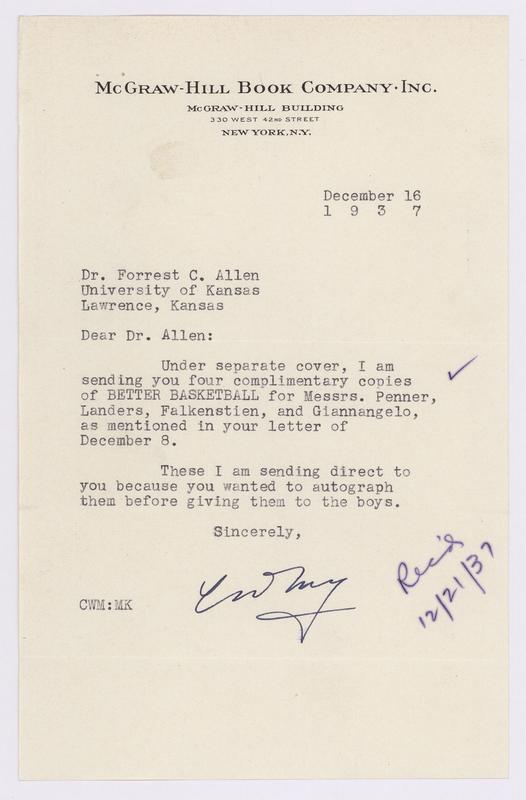 McGraw-Hill Book Company·Inc.
McGRAW-HILL BUILDING
330 WEST 42ND STREET
NEW YORK, N.Y.
December 16
1 9 3 7
Dr. Forrest C. Allen
University of Kansas
Lawrence, Kansas
Dear Dr. Allen:
Under separate cover, I am
sending you four complimentary copies
of BETTER BASKETBALL for Messrs. Penner,
Landers, Falkenstien, and Giannangelo,
as mentioned in your letter of
December 8.
These I am sending direct to
you because you wanted to autograph
them before giving them to the boys.
Sincerely,
CWM:MK
Rec'd
12/21/37